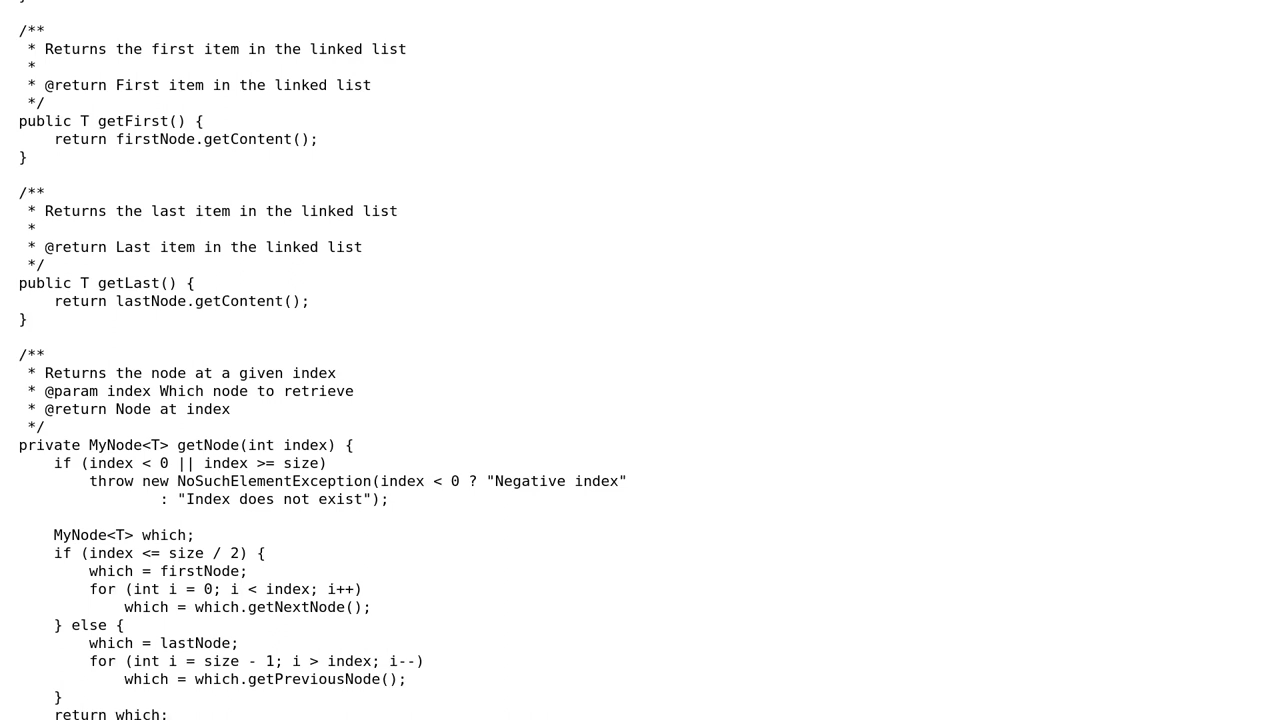 }

/**
 * Returns the first item in the linked list
 *
 * @return First item in the linked list
 */
public T getFirst() {
    return firstNode.getContent();
}

/**
 * Returns the last item in the linked list
 *
 * @return Last item in the linked list
 */
public T getLast() {
    return lastNode.getContent();
}

/**
 * Returns the node at a given index
 * @param index Which node to retrieve
 * @return Node at index
 */
private MyNode<T> getNode(int index) {
    if (index < 0 || index >= size)
        throw new NoSuchElementException(index < 0 ? "Negative index"
                : "Index does not exist");

    MyNode<T> which;
    if (index <= size / 2) {
        which = firstNode;
        for (int i = 0; i < index; i++)
            which = which.getNextNode();
    } else {
        which = lastNode;
        for (int i = size - 1; i > index; i--)
            which = which.getPreviousNode();
    }
    return which;